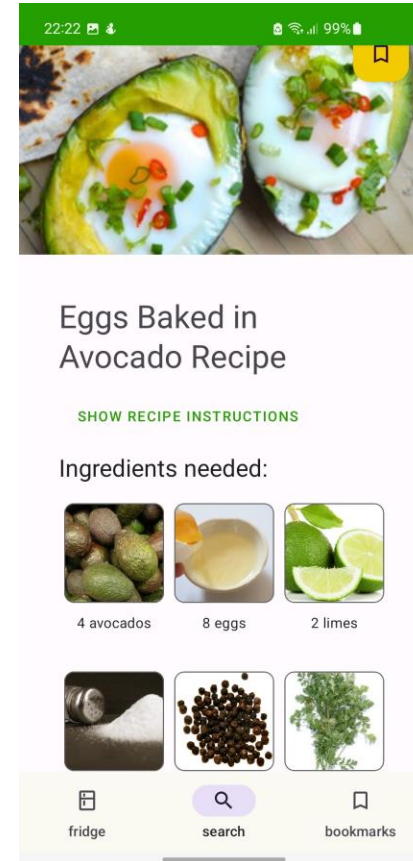 22:22 99%
Eggs Baked in
Avocado Recipe
SHOW RECIPE INSTRUCTIONS
Ingredients needed:
4 avocados 8 eggs 2 limes
fridge search bookmarks